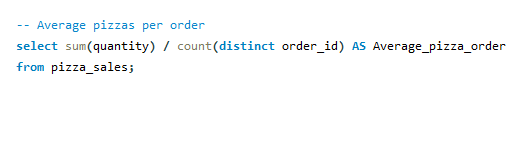 -- Average pizzas per order
select sum(quantity) / count(distinct order_id) AS Average_pizza_order
from pizza_sales;